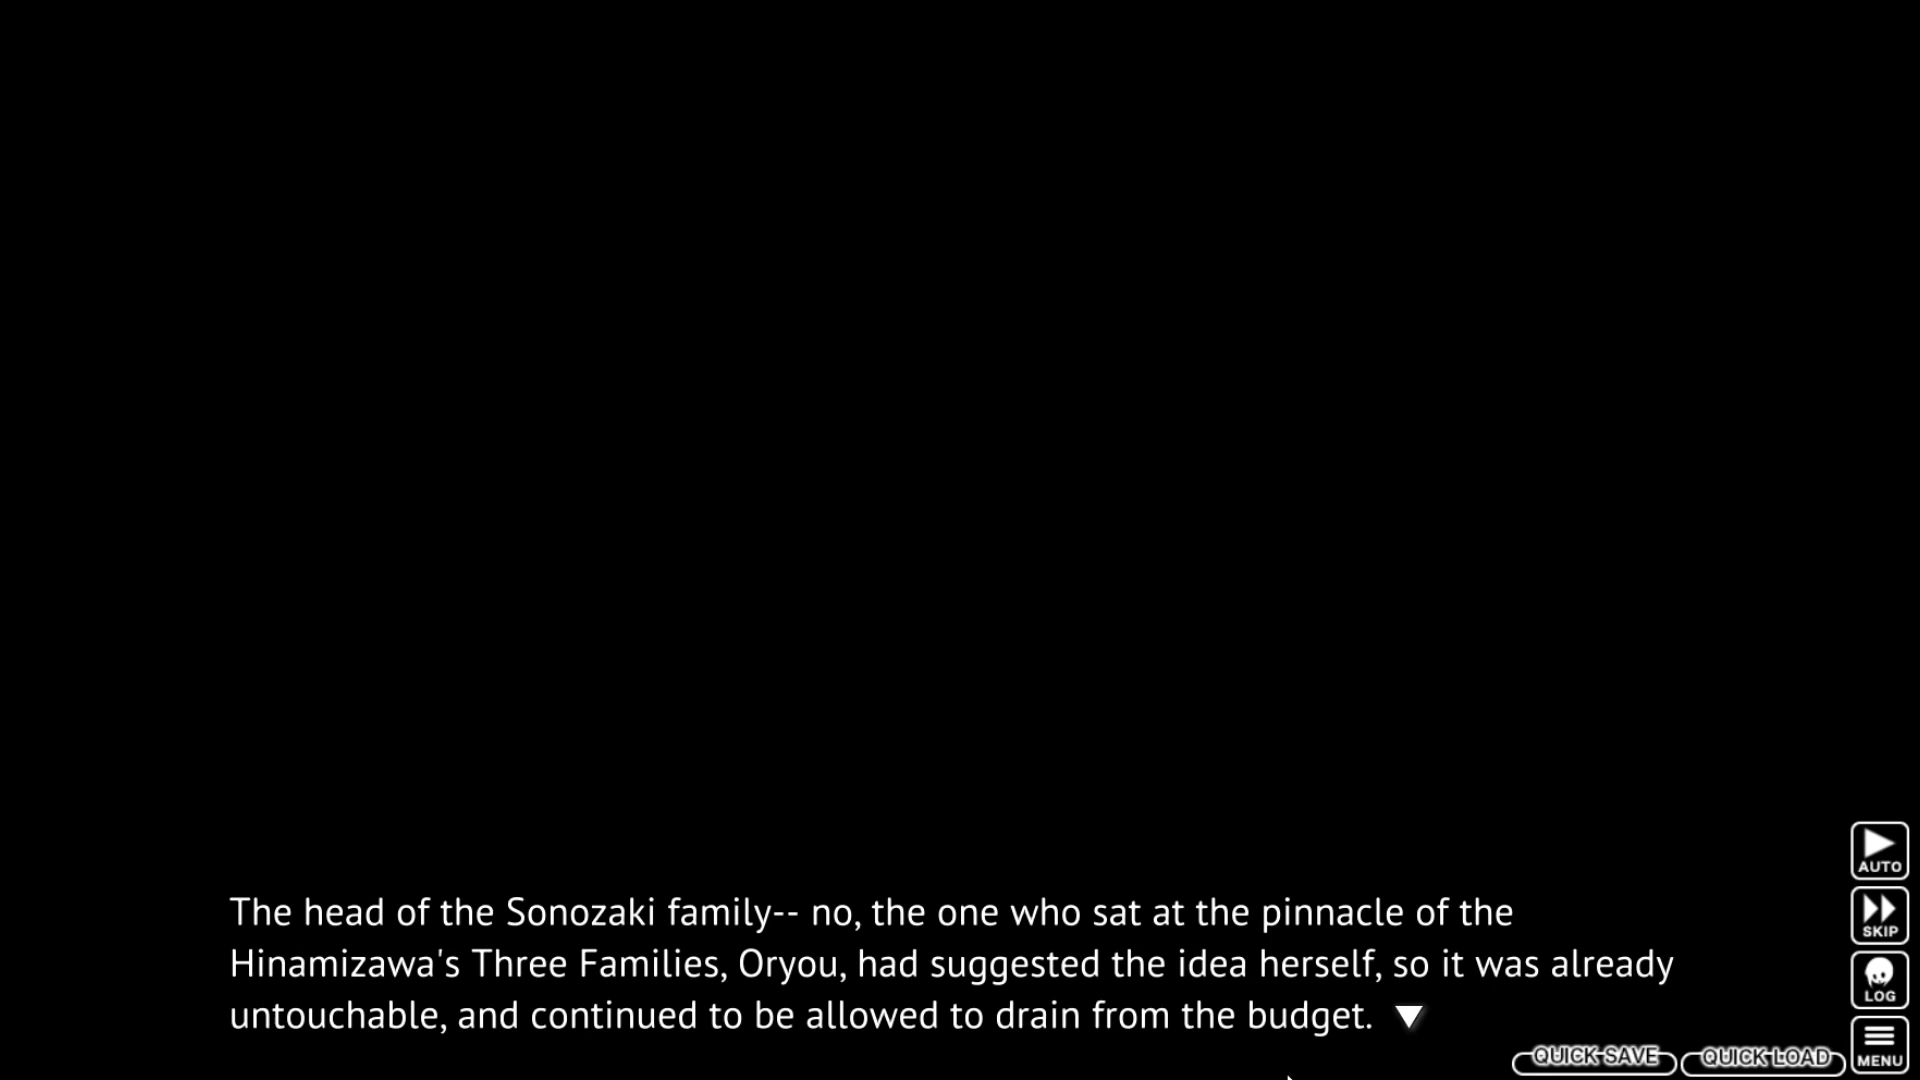 The head of the Sonozaki family-- no, the one who sat at the pinnacle of the
Hinamizawa's Three Families, Oryou, had suggested the idea herself, so it was already
untouchable, and continued to be allowed to drain from the budget.
AUTO
SKIP
LOG
MENU
QUICK SAVE
QUICK LOAD